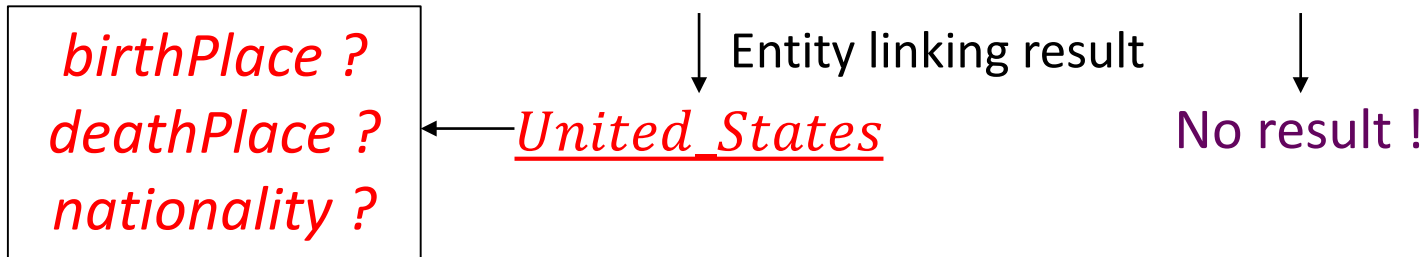 birthPlace ?
deathPlace ?
nationality ?
Entity linking result
United_States
No result !